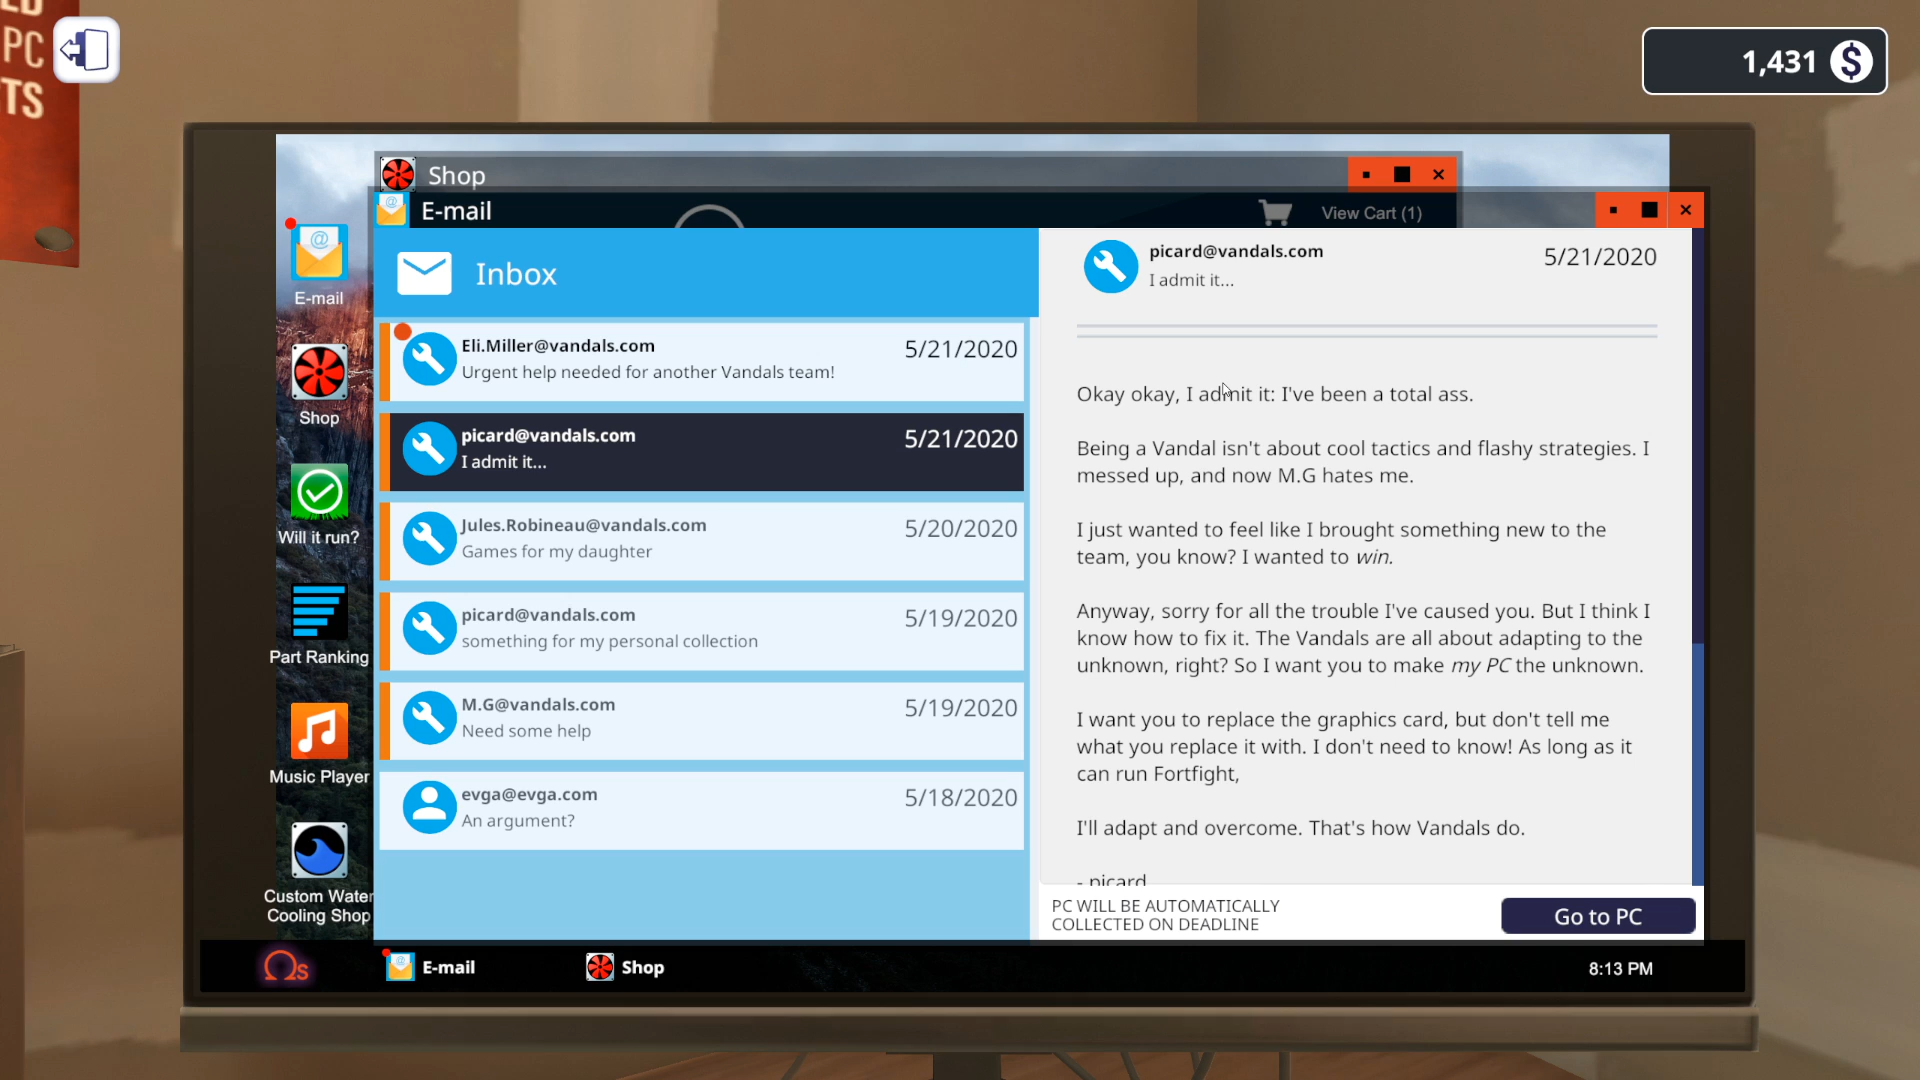 ED
PC
TS
1,431
Shop
E-mail
View Cart (1)
E-mail
Shop
Will it run?
Part Ranking
Music Player
Custom Water
Cooling Shop
Inbox
Eli.Miller@vandals.com
5/21/2020
Urgent help needed for another Vandals team!
picard@vandals.com
5/21/2020
I admit it...
Jules.Robineau@vandals.com
5/20/2020
Games for my daughter
picard@vandals.com
5/19/2020
something for my personal collection
M.G@vandals.com
5/19/2020
Need some help
evga@evga.com
5/18/2020
An argument?
picard@vandals.com
5/21/2020
I admit it...
Okay okay, I admit it: I've been a total ass.
Being a Vandal isn't about cool tactics and flashy strategies. I
messed up, and now M.G hates me.
I just wanted to feel like I brought something new to the
team, you know? I wanted to win.
Anyway, sorry for all the trouble I've caused you. But I think I
know how to fix it. The Vandals are all about adapting to the
unknown, right? So I want you to make my PC the unknown.
I want you to replace the graphics card, but don't tell me
what you replace it with. I don't need to know! As long as it
can run Fortfight,
I'll adapt and overcome. That's how Vandals do.
- picard
PC WILL BE AUTOMATICALLY
COLLECTED ON DEADLINE
Go to PC
Ωs
E-mail
Shop
8:13 PM